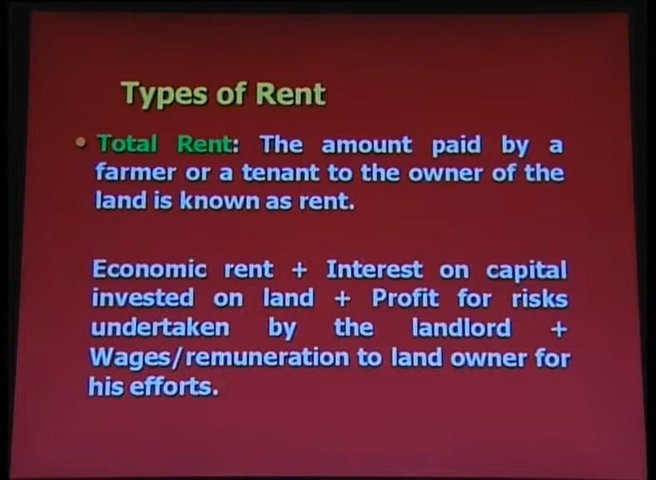 Types of Rent
• Total Rent: The amount paid by a
farmer or a tenant to the owner of the
land is known as rent.
Economic rent + Interest on capital
invested on land + Profit for risks
undertaken by the landlord +
Wages/remuneration to land owner for
his efforts.